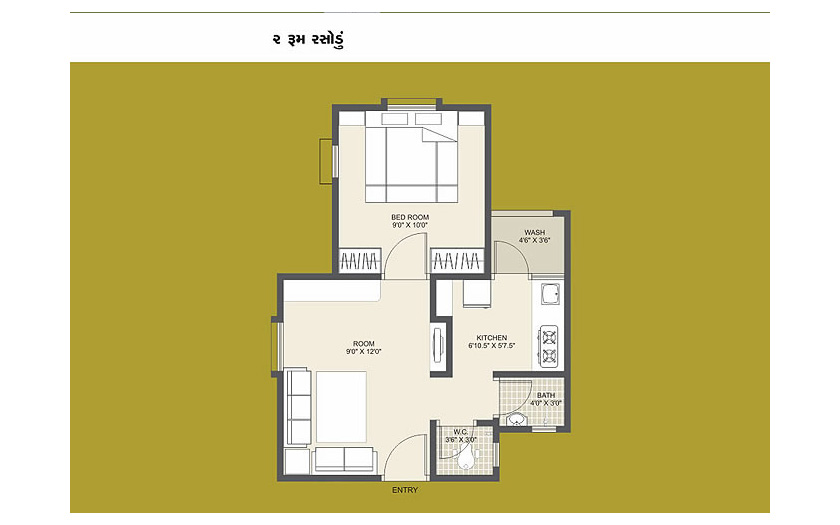 ૨ રૂમ રસોડું
BED ROOM
9'0" X 10'0"
WASH
4'6" X 3'6"
ROOM
9'0" X 12'0"
KITCHEN
6'10.5" X 5'7.5"
BATH
4'0" X 3'0"
W.C.
3'6" X 3'0"
ENTRY